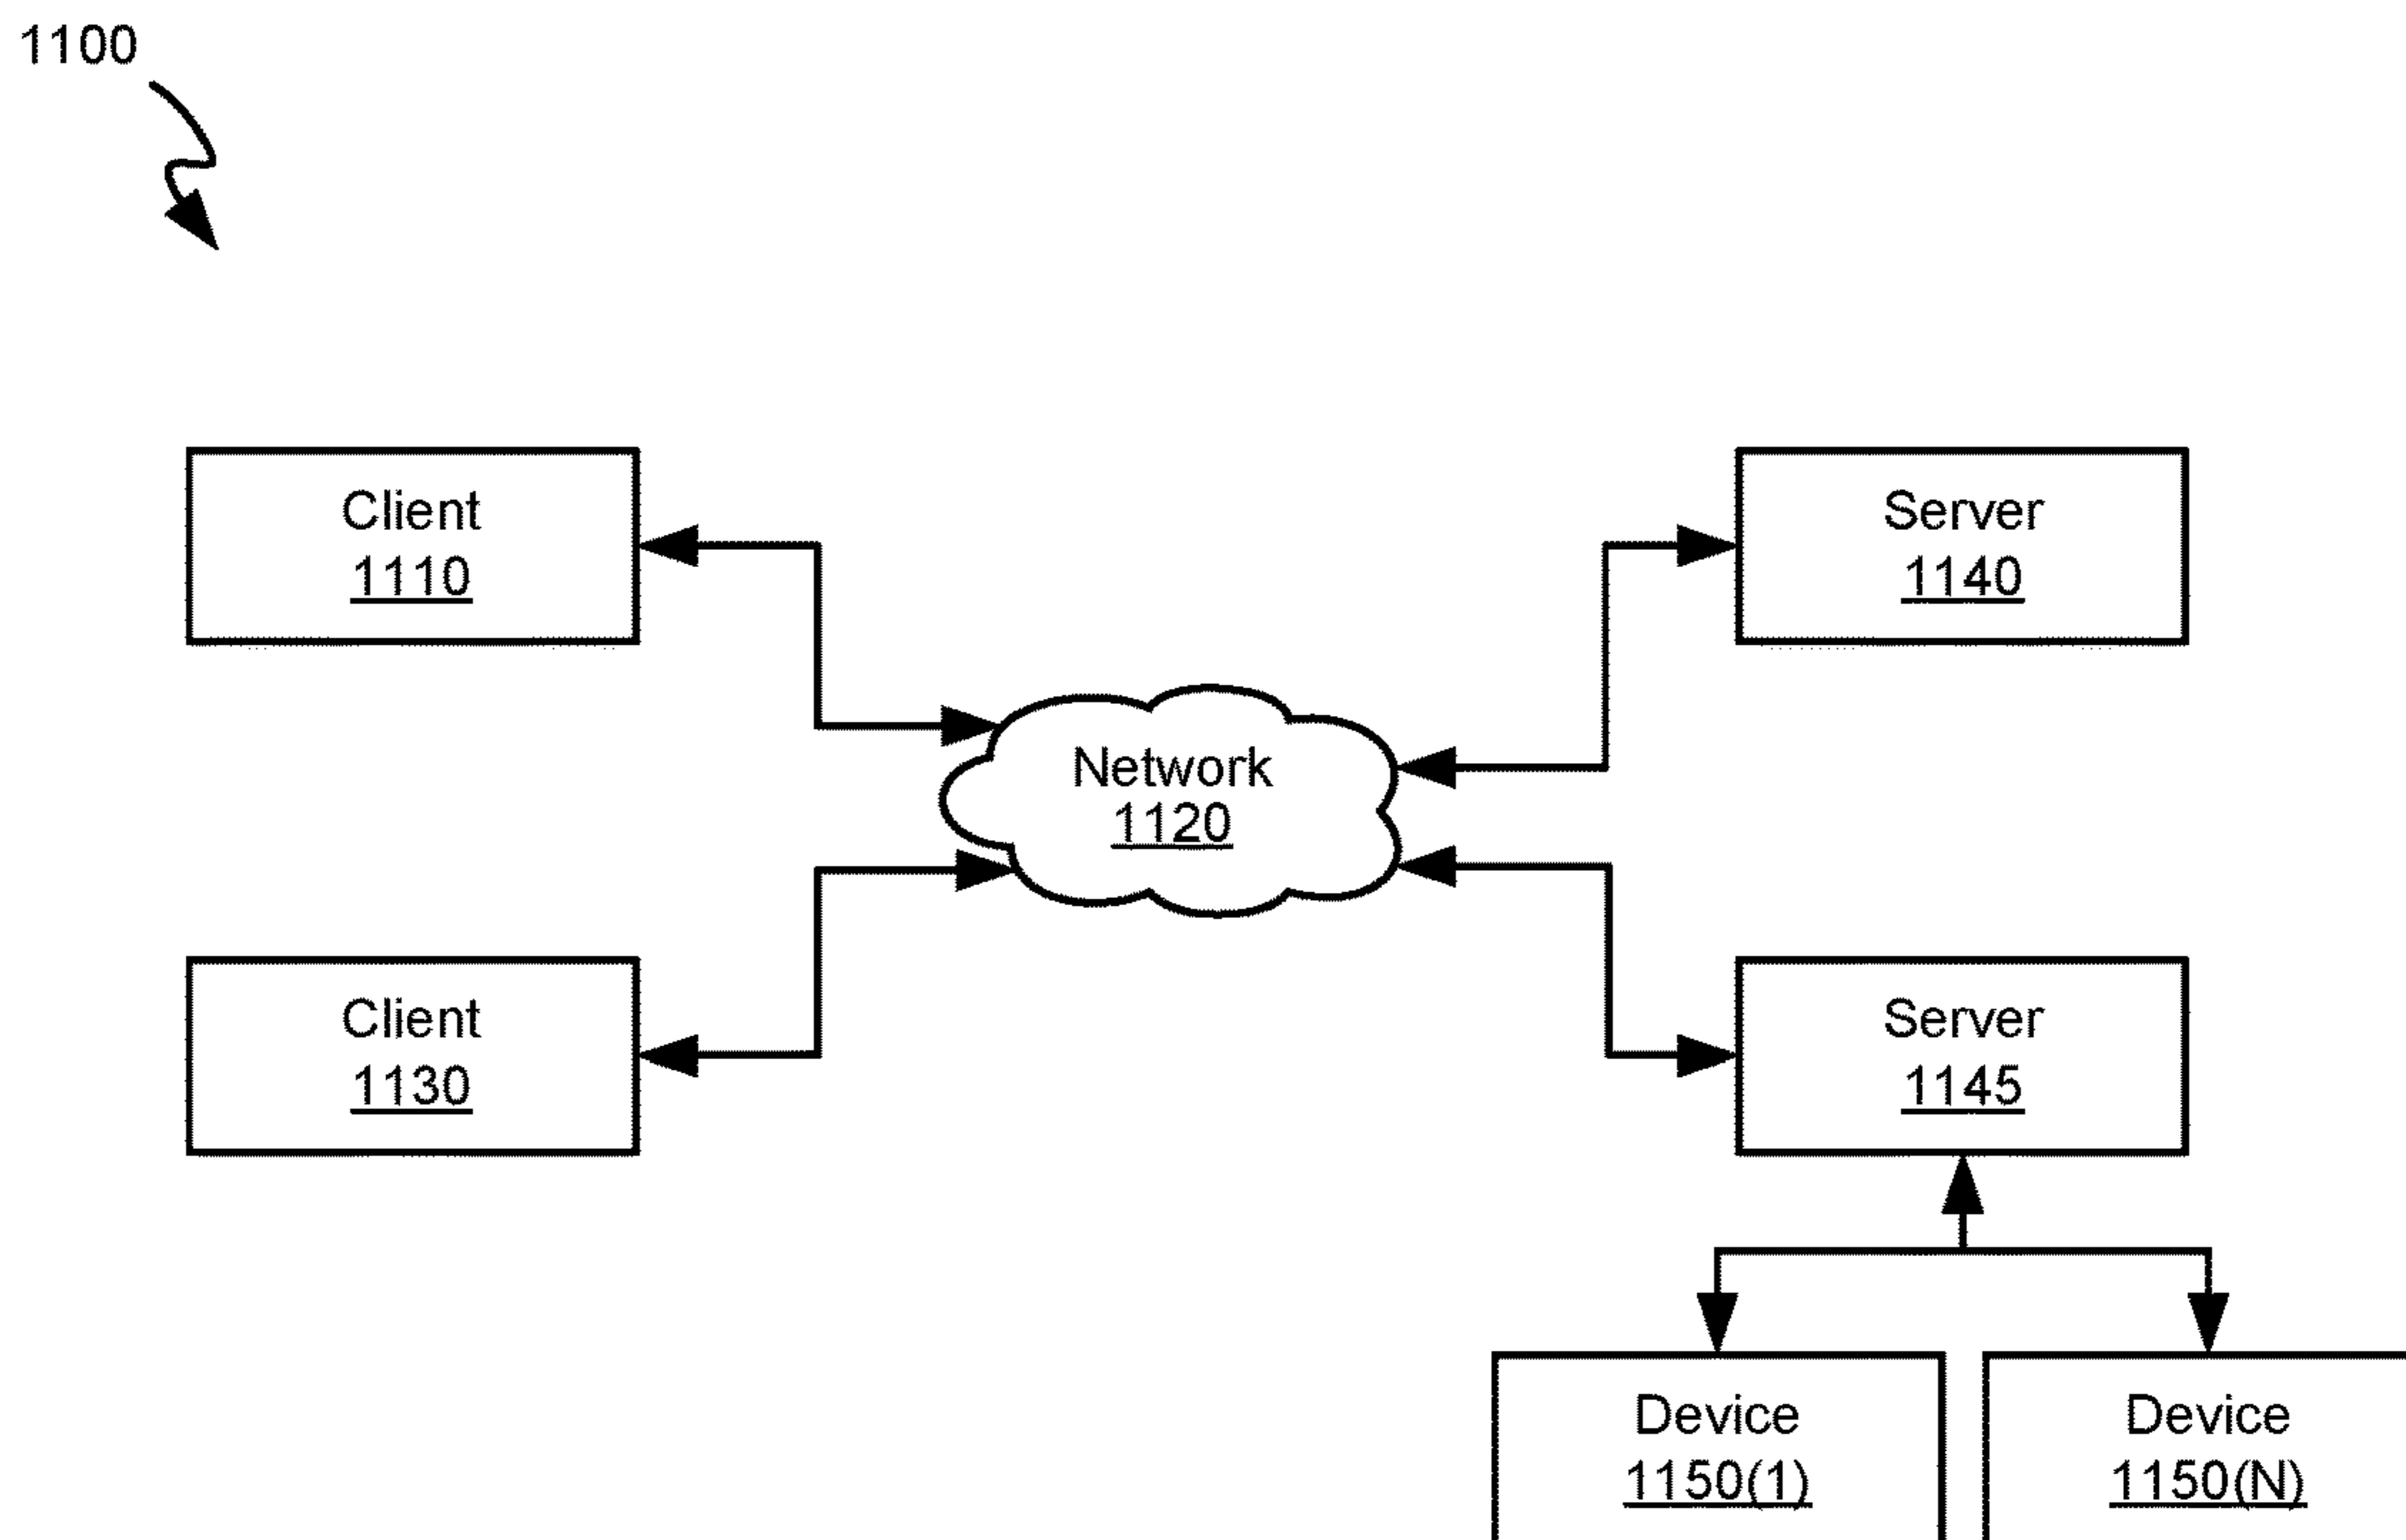 1100
Client
1110
Server
1140
Network
1120
Client
1130
Server
1145
Device
1150(1)
Device
1150(N)